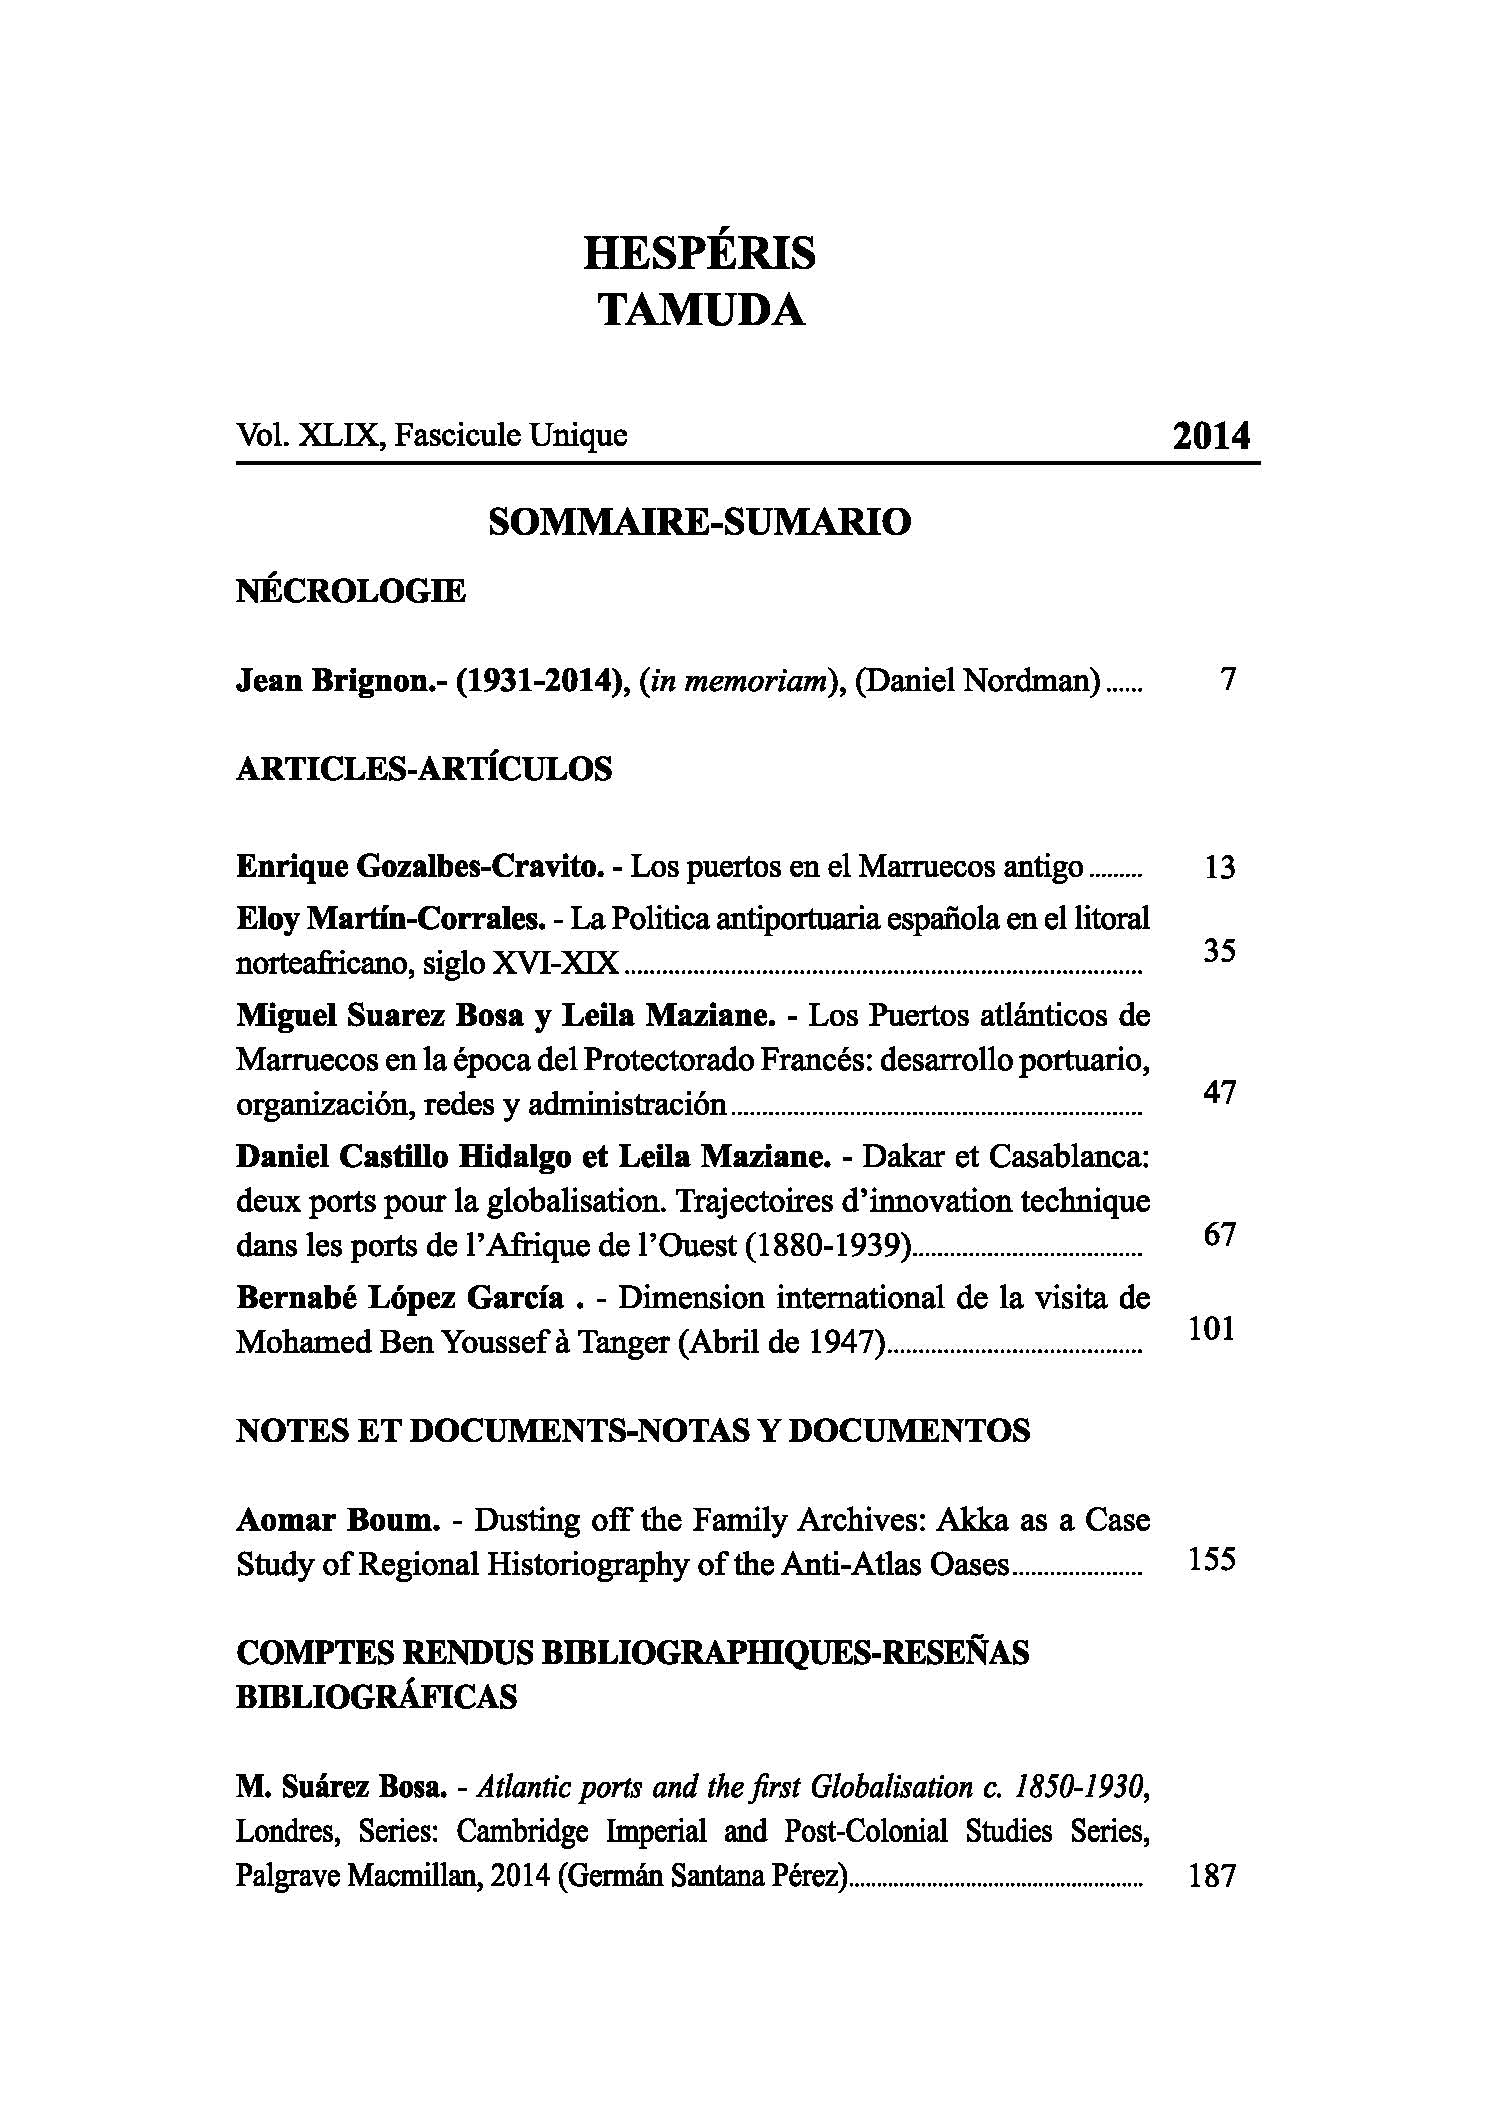 HESPÉRIS
TAMUDA
Vol. XLIX, Fascicule Unique 2014
SOMMAIRE-SUMARIO
NÉCROLOGIE
Jean Brignon.- (1931-2014), (in memoriam), (Daniel Nordman) ...... 7
ARTICLES-ARTÍCULOS
Enrique Gozalbes-Cravito. - Los puertos en el Marruecos antigo ......... 13
Eloy Martín-Corrales. - La Politica antiportuaria española en el litoral
norteafricano, siglo XVI-XIX ................ 35
Miguel Suarez Bosa y Leila Maziane. - Los Puertos atlánticos de
Marruecos en la época del Protectorado Francés: desarrollo portuario,
organización, redes y administración ................ 47
Daniel Castillo Hidalgo et Leila Maziane. - Dakar et Casablanca:
deux ports pour la globalisation. Trajectoires d’innovation technique
dans les ports de l’Afrique de l’Ouest (1880-1939)................ 67
Bernabé López García . - Dimension international de la visita de
Mohamed Ben Youssef à Tanger (Abril de 1947)................ 101
NOTES ET DOCUMENTS-NOTAS Y DOCUMENTOS
Aomar Boum. - Dusting off the Family Archives: Akka as a Case
Study of Regional Historiography of the Anti-Atlas Oases................ 155
COMPTES RENDUS BIBLIOGRAPHIQUES-RESEÑAS
BIBLIOGRÁFICAS
M. Suárez Bosa. - Atlantic ports and the first Globalisation c. 1850-1930,
Londres, Series: Cambridge Imperial and Post-Colonial Studies Series,
Palgrave Macmillan, 2014 (Germán Santana Pérez)................ 187